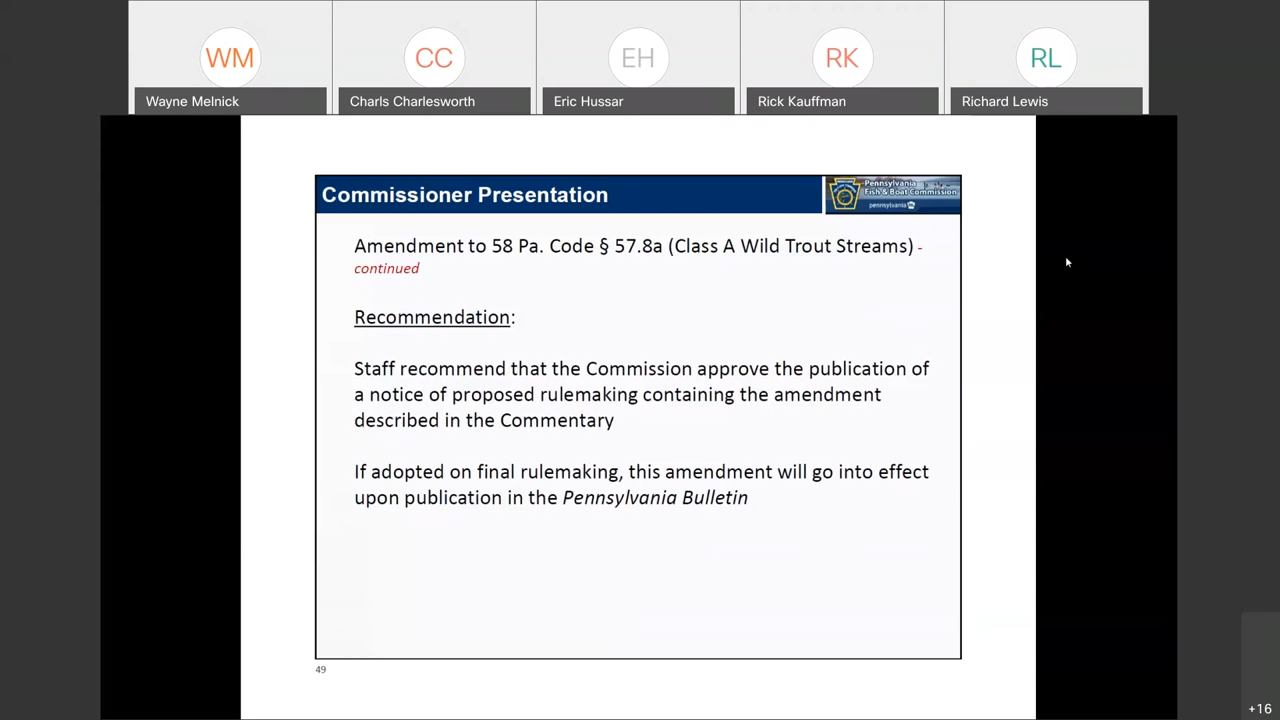 WM CC EH RK RL
Wayne Melnick Charls Charlesworth Eric Hussar Rick Kauffman Richard Lewis
Commissioner Presentation
Pennsylvania
Fish & Boat Commission
pennsylvania
Amendment to 58 Pa. Code § 57.8a (Class A Wild Trout Streams) -
continued
Recommendation:
Staff recommend that the Commission approve the publication of
a notice of proposed rulemaking containing the amendment
described in the Commentary
If adopted on final rulemaking, this amendment will go into effect
upon publication in the Pennsylvania Bulletin
49
+16